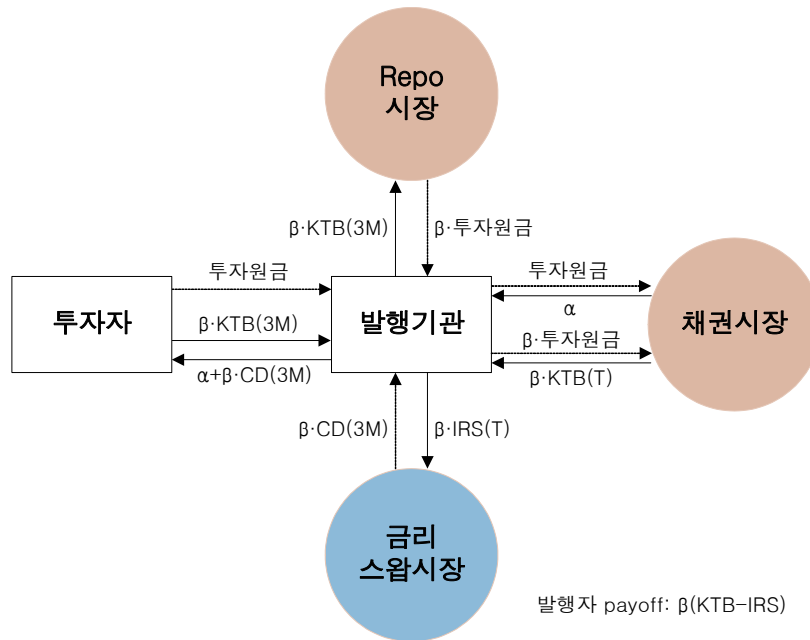 Repo
시장
β·KTB(3M)
β·투자원금
투자원금
투자원금
투자자
β·KTB(3M)
발행기관
α
채권시장
β·투자원금
α+β·CD(3M)
β·KTB(T)
β·CD(3M)
β·IRS(T)
금리
스왑시장
발행자 payoff: β(KTB-IRS)